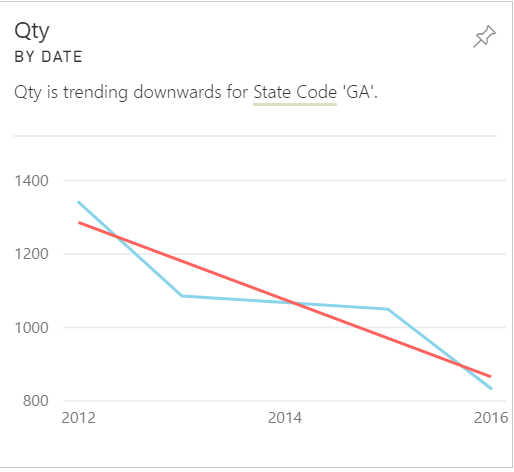 Qty
BY DATE
Qty is trending downwards for State Code 'GA'.
1400
1200
1000
800
2012 2014 2016